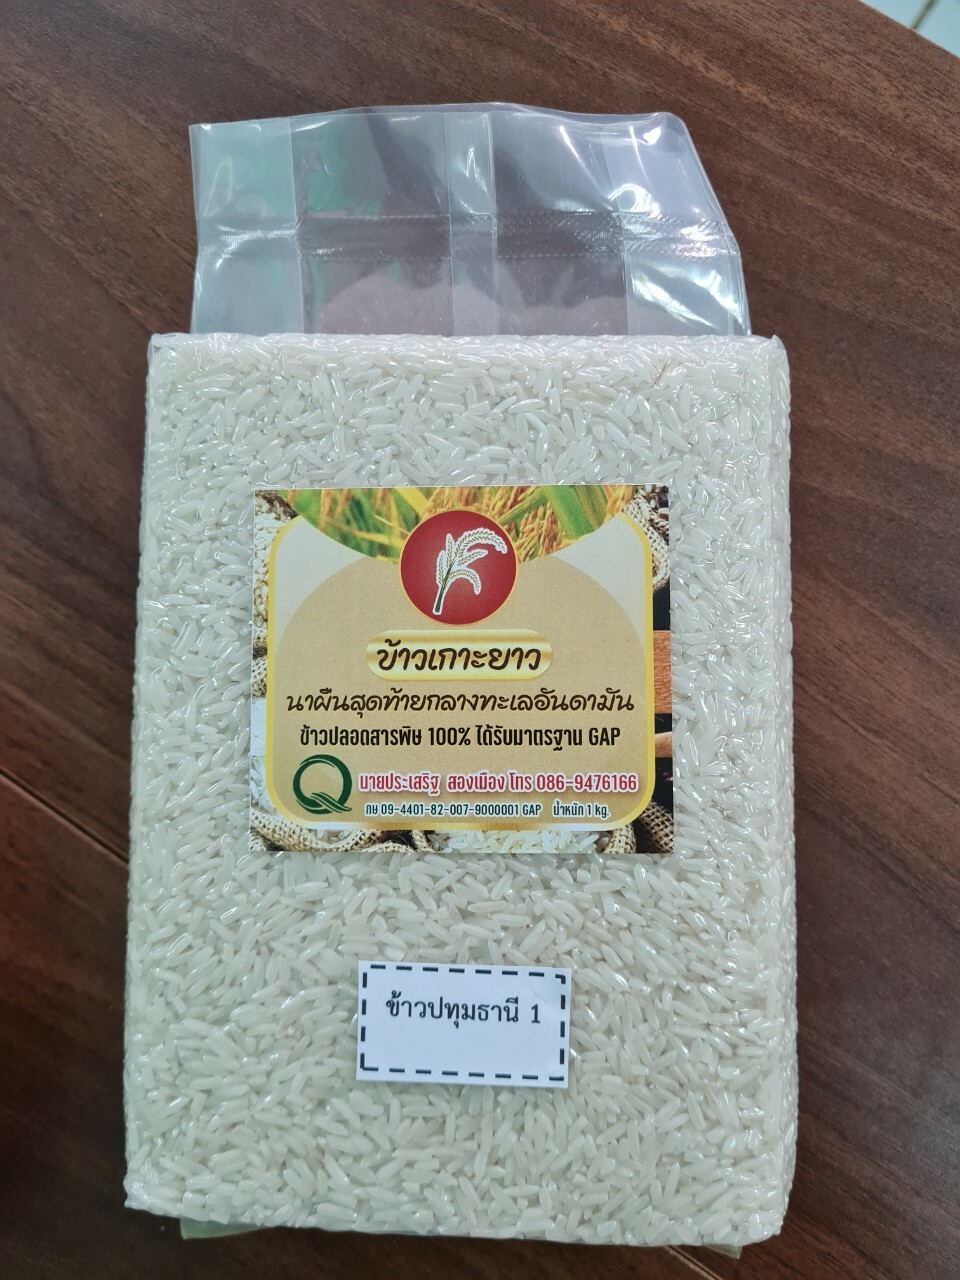 ข้าวเกาะยาว
นาผืนสุดท้ายกลางทะเลอันดามัน
ข้าวปลอดสารพิษ 100% ได้รับมาตรฐาน GAP
Q นายประเสริฐ สองเมือง โทร 086-9476166
กษ 09-4401-82-007-9000001 GAP น้ำหนัก 1 kg.
ข้าวปทุมธานี 1